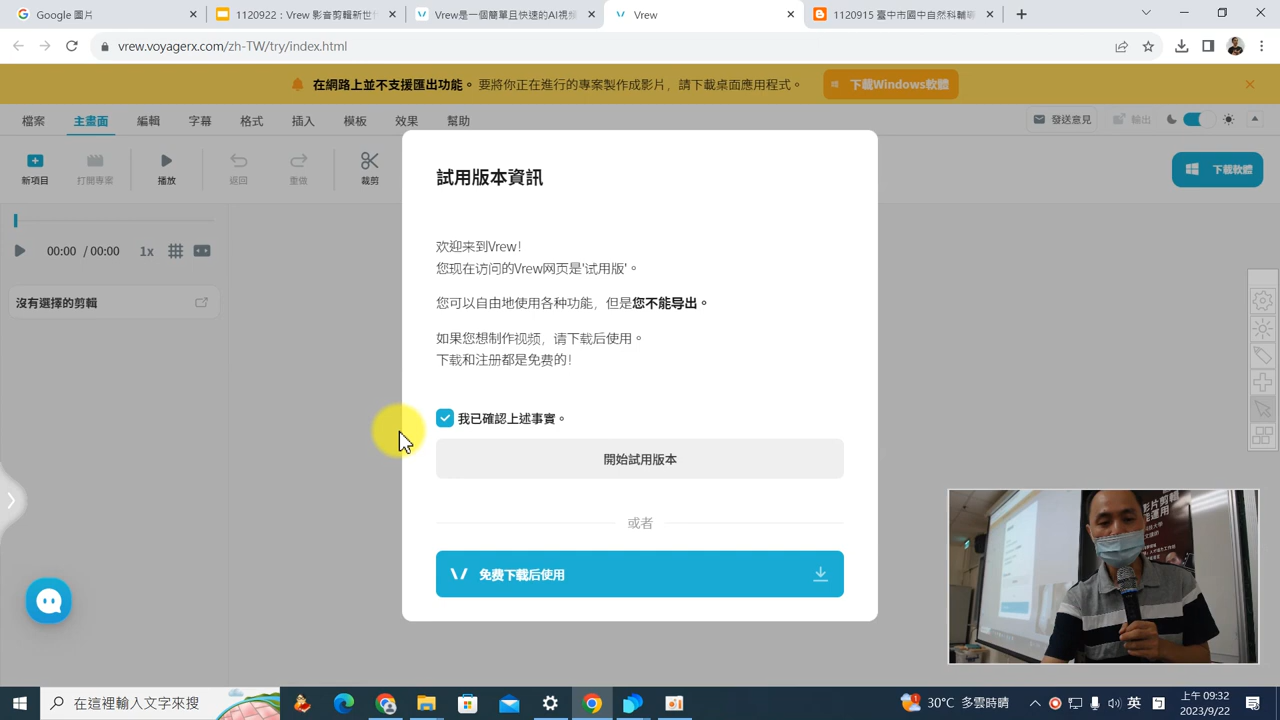 Google 圖片
1120922：Vrew 影音剪輯新世
Vrew是一個簡單且快速的AI視頻
Vrew
1120915 臺中市國中自然科輔導
vrew.voyagerx.com/zh-TW/try/index.html
在網路上並不支援匯出功能。要將你正在進行的專案製作成影片，請下載桌面應用程式。
下載Windows軟體
檔案 主畫面 編輯 字幕 格式 插入 模板 效果 幫助
發送意見 輸出
新項目 打開專案 播放 返回 重做 裁剪
下載軟體
00:00 / 00:00 1x
沒有選擇的剪輯
試用版本資訊
欢迎来到Vrew!
您现在访问的Vrew网页是'试用版'。
您可以自由地使用各种功能，但是您不能导出。
如果您想制作视频，请下载后使用。
下载和注册都是免费的!
我已確認上述事實。
開始試用版本
或者
免费下载后使用
影片剪輯
在這裡輸入文字來搜
30°C 多雲時晴
英
上午 09:32
2023/9/22